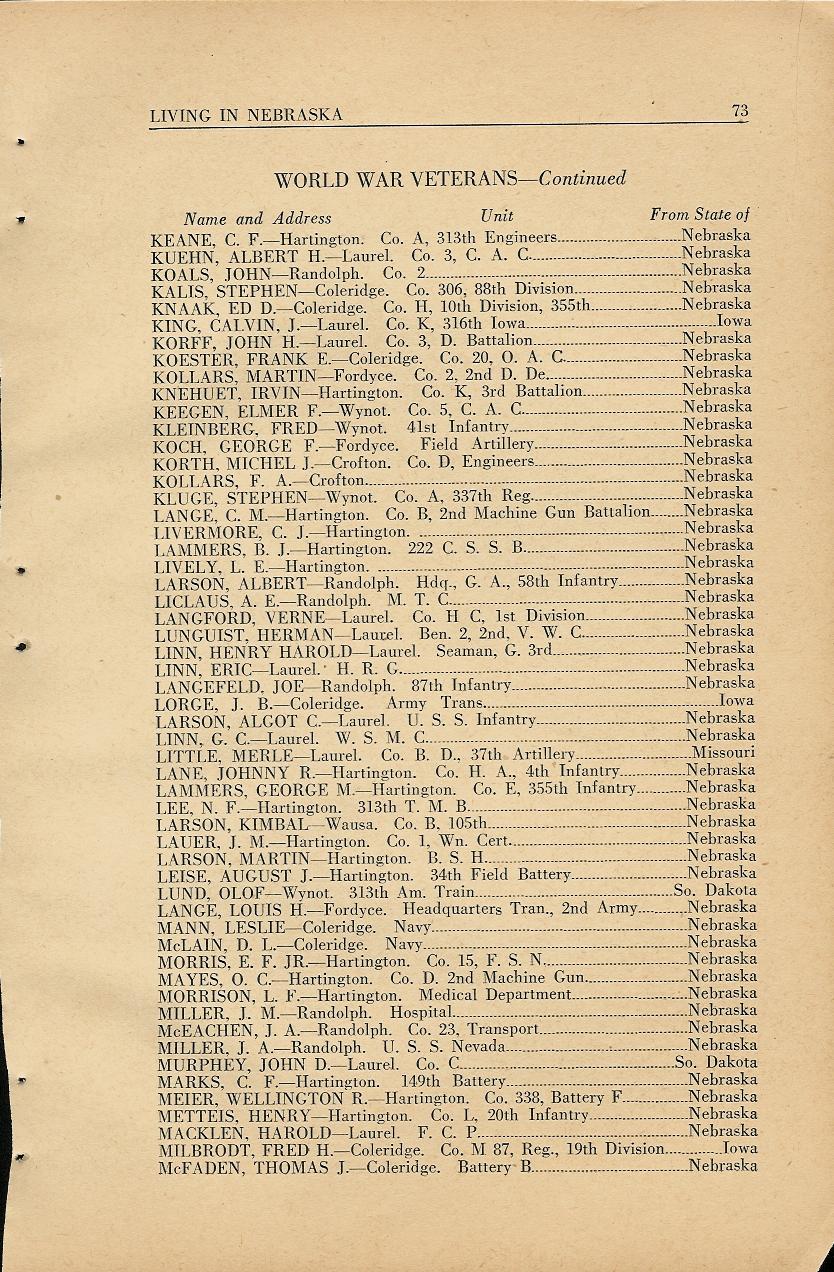 LIVING IN NEBRASKA 73
WORLD WAR VETERANS—Continued
Name and Address Unit From State of
KEANE, C. F.—Hartington. Co. A, 313th Engineers Nebraska
KUEHN, ALBERT H.—Laurel. Co. 3, C. A. C. Nebraska
KOALS, JOHN—Randolph. Co. 2 Nebraska
KALIS, STEPHEN—Coleridge. Co. 306, 88th Division Nebraska
KNAAK, ED D.—Coleridge. Co. H, 10th Division, 355th Nebraska
KING, CALVIN, J.—Laurel. Co. K, 316th Iowa Iowa
KORFF, JOHN H.—Laurel. Co. 3, D. Battalion Nebraska
KOESTER, FRANK E.—Coleridge. Co. 20, O. A. C. Nebraska
KOLLARS, MARTIN—Fordyce. Co. 2, 2nd D. De. Nebraska
KNEHUET, IRVIN—Hartington. Co. K, 3rd Battalion Nebraska
KEEGEN, ELMER F.—Wynot. Co. 5, C. A. C. Nebraska
KLEINBERG, FRED—Wynot. 41st Infantry Nebraska
KOCH, GEORGE F.—Fordyce. Field Artillery Nebraska
KORTH, MICHEL J.—Crofton. Co. D, Engineers Nebraska
KOLLARS, F. A.—Crofton Nebraska
KLUGE, STEPHEN—Wynot. Co. A, 337th Reg. Nebraska
LANGE, C. M.—Hartington. Co. B, 2nd Machine Gun Battalion Nebraska
LIVERMORE, C. J.—Hartington. Nebraska
LAMMERS, B. J.—Hartington. 222 C. S. S. B. Nebraska
LIVELY, L. E.—Hartington. Nebraska
LARSON, ALBERT—Randolph. Hdq., G. A., 58th Infantry Nebraska
LICLAUS, A. E.—Randolph. M. T. C. Nebraska
LANGFORD, VERNE—Laurel. Co. H C, 1st Division Nebraska
LUNGUIST, HERMAN—Laurel. Ben. 2, 2nd, V. W. C. Nebraska
LINN, HENRY HAROLD—Laurel. Seaman, G. 3rd Nebraska
LINN, ERIC—Laurel. H. R. G. Nebraska
LANGEFELD, JOE—Randolph. 87th Infantry Nebraska
LORGE, J. B.—Coleridge. Army Trans. Iowa
LARSON, ALGOT C.—Laurel. U. S. S. Infantry Nebraska
LINN, G. C.—Laurel. W. S. M. C. Nebraska
LITTLE, MERLE—Laurel. Co. B. D., 37th Artillery Missouri
LANE, JOHNNY R.—Hartington. Co. H. A., 4th Infantry Nebraska
LAMMERS, GEORGE M.—Hartington. Co. E, 355th Infantry Nebraska
LEE, N. F.—Hartington. 313th T. M. B. Nebraska
LARSON, KIMBAL—Wausa. Co. B, 105th Nebraska
LAUER, J. M.—Hartington. Co. 1, Wn. Cert. Nebraska
LARSON, MARTIN—Hartington. B. S. H. Nebraska
LEISE, AUGUST J.—Hartington. 34th Field Battery Nebraska
LUND, OLOF—Wynot. 313th Am. Train So. Dakota
LANGE, LOUIS H.—Fordyce. Headquarters Tran., 2nd Army Nebraska
MANN, LESLIE—Coleridge. Navy Nebraska
McLAIN, D. L.—Coleridge. Navy Nebraska
MORRIS, E. F. JR.—Hartington. Co. 15, F. S. N. Nebraska
MAYES, O. C.—Hartington. Co. D. 2nd Machine Gun Nebraska
MORRISON, L. F.—Hartington. Medical Department Nebraska
MILLER, J. M.—Randolph. Hospital Nebraska
McEACHEN, J. A.—Randolph. Co. 23, Transport Nebraska
MILLER, J. A.—Randolph. U. S. S. Nevada Nebraska
MURPHEY, JOHN D.—Laurel. Co. C. So. Dakota
MARKS, C. F.—Hartington. 149th Battery Nebraska
MEIER, WELLINGTON R.—Hartington. Co. 338, Battery F Nebraska
METTEIS, HENRY—Hartington. Co. L, 20th Infantry Nebraska
MACKLEN, HAROLD—Laurel. F. C. P. Nebraska
MILBRODT, FRED H.—Coleridge. Co. M 87, Reg., 19th Division Iowa
McFADEN, THOMAS J.—Coleridge. Battery B. Nebraska